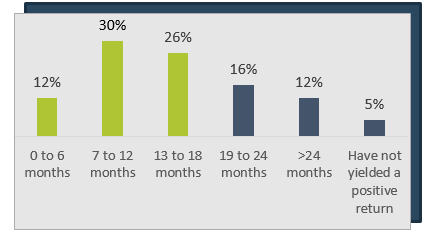 12%
30%
26%
16%
12%
5%
0 to 6
months
7 to 12
months
13 to 18
months
19 to 24
months
>24
months
Have not
yielded a
positive
return